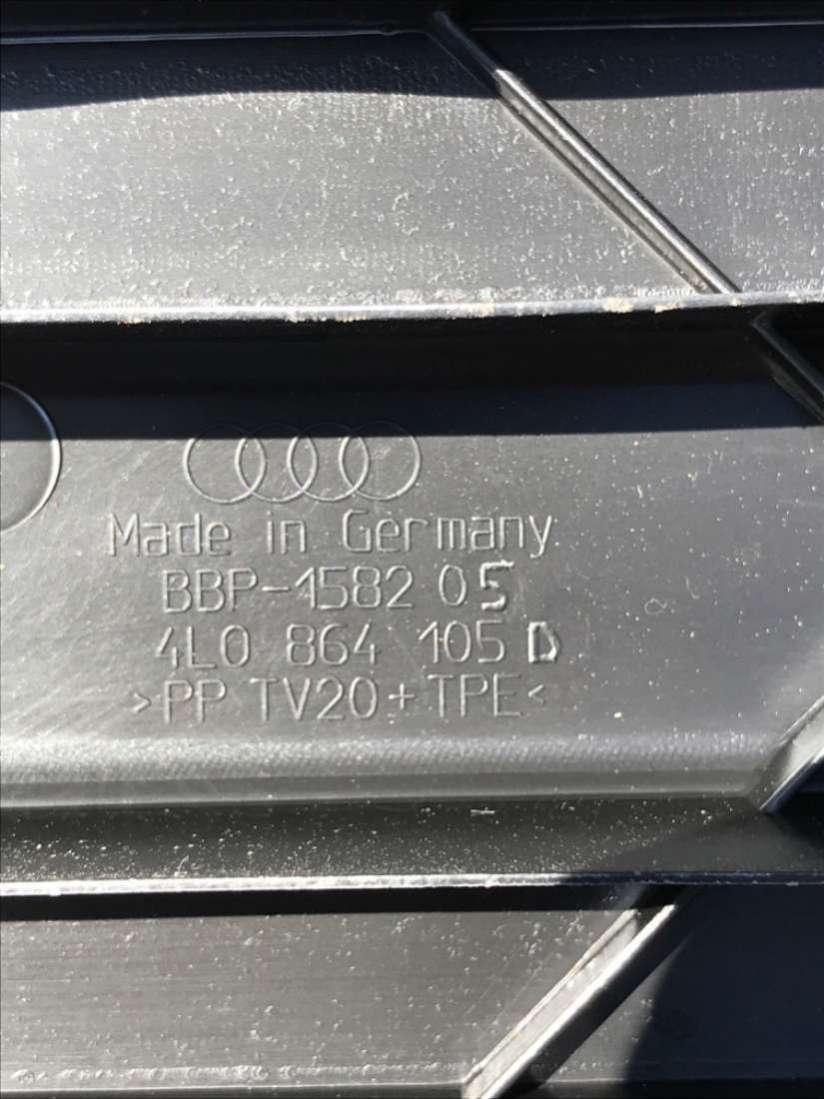 Made in Germany
BBP-1582 05
4L0 864 105 D
>PP TV20+TPE<